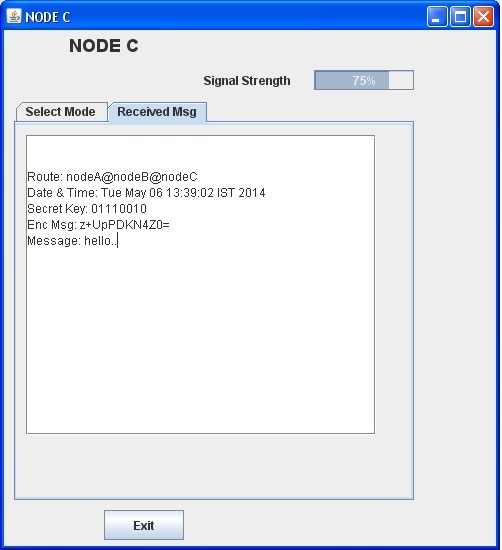 NODE C
NODE C
Signal Strength 75%
Select Mode Received Msg
Route: nodeA@nodeB@nodeC
Date & Time: Tue May 06 13:39:02 IST 2014
Secret Key: 01110010
Enc Msg: z+UpPDKN4Z0=
Message: hello..
Exit